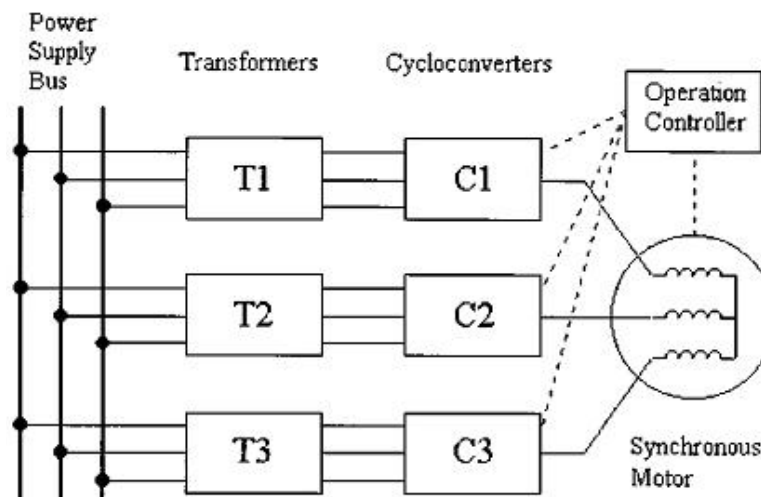 Power
Supply
Bus
Transformers
Cycloconverters
Operation
Controller
T1
C1
T2
C2
T3
C3
Synchronous
Motor